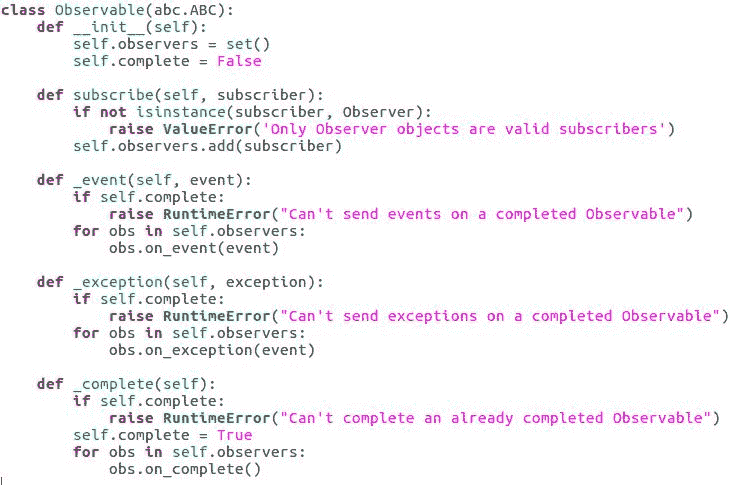 class Observable(abc.ABC):
    def __init__(self):
        self.observers = set()
        self.complete = False

    def subscribe(self, subscriber):
        if not isinstance(subscriber, Observer):
            raise ValueError('Only Observer objects are valid subscribers')
        self.observers.add(subscriber)

    def _event(self, event):
        if self.complete:
            raise RuntimeError("Can't send events on a completed Observable")
        for obs in self.observers:
            obs.on_event(event)

    def _exception(self, exception):
        if self.complete:
            raise RuntimeError("Can't send exceptions on a completed Observable")
        for obs in self.observers:
            obs.on_exception(event)

    def _complete(self):
        if self.complete:
            raise RuntimeError("Can't complete an already completed Observable")
        self.complete = True
        for obs in self.observers:
            obs.on_complete()